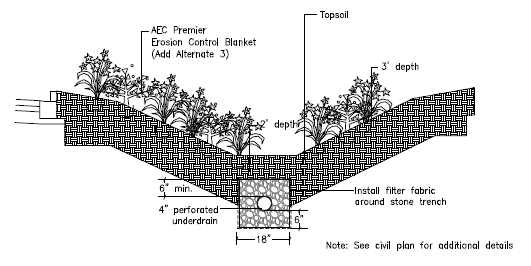 Topsoil
AEC Premier
Erosion Control Blanket
(Add Alternate 3)
3' depth
2' depth
6" min.
4" perforated
underdrain
Install filter fabric
around stone trench
6"
18"
Note: See civil plan for additional details